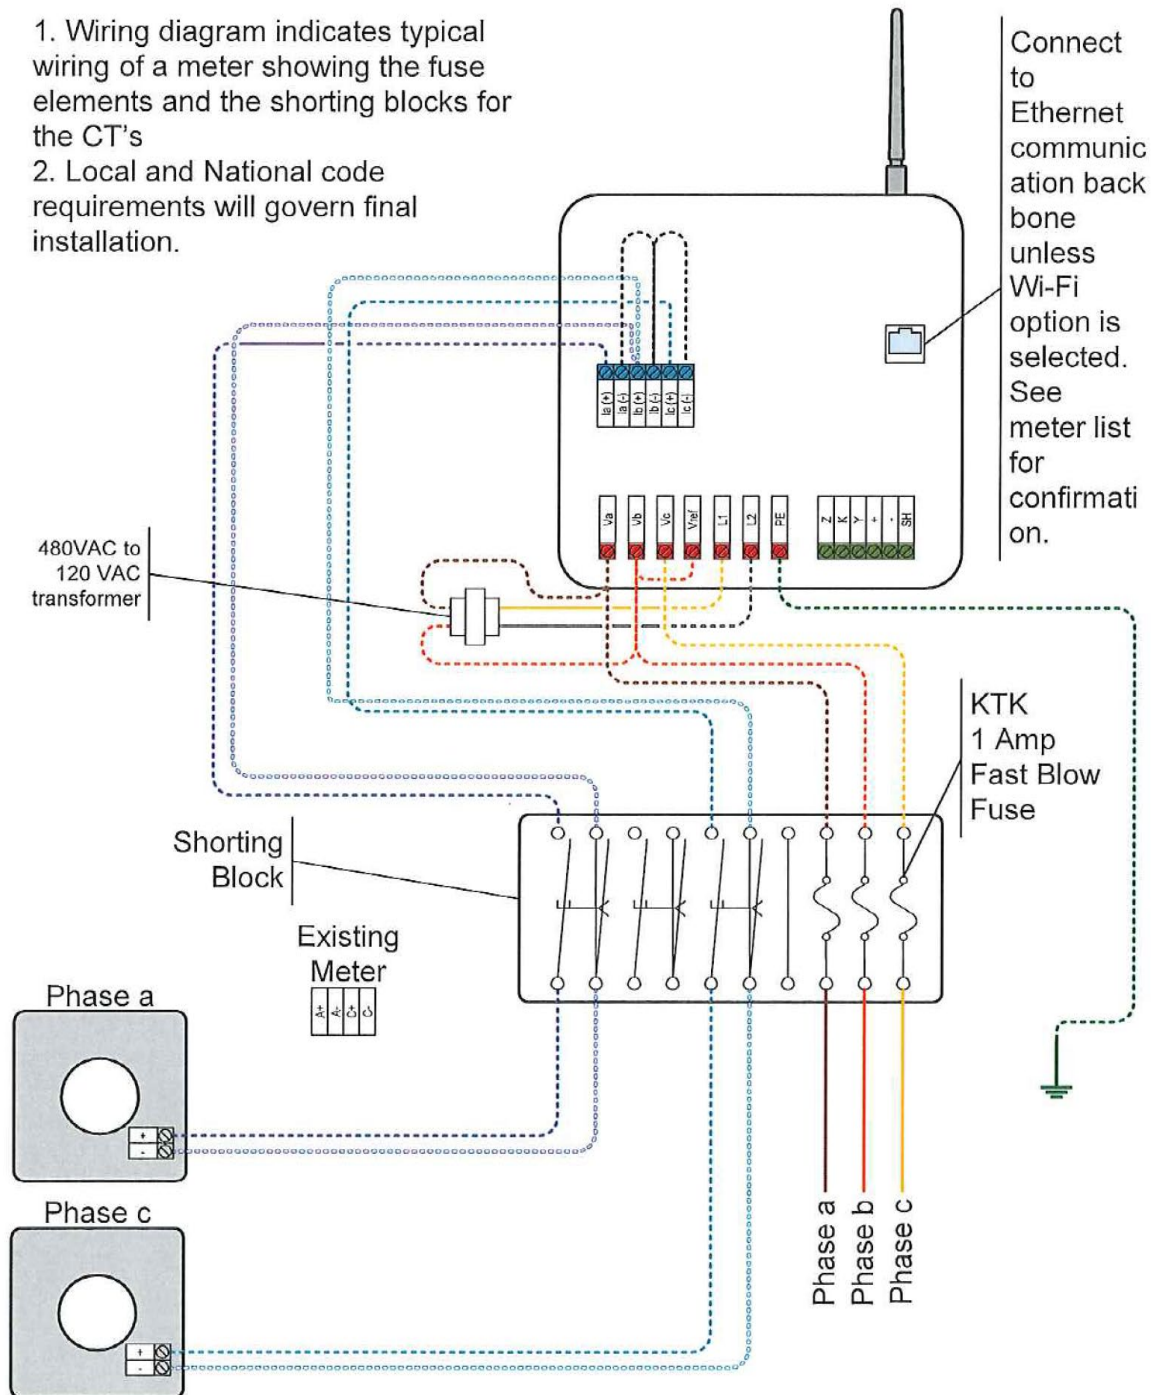 1. Wiring diagram indicates typical
wiring of a meter showing the fuse
elements and the shorting blocks for
the CT's
2. Local and National code
requirements will govern final
installation.
Connect
to
Ethernet
communic
ation back
bone
unless
Wi-Fi
option is
selected.
See
meter list
for
confirmati
on.
Ia (+)
Ia (-)
Ib (+)
Ib (-)
Ic (+)
Ic (-)
Va
Vb
Vc
Vref
L1
L2
PE
Z
K
Y
+
-
SH
480VAC to
120 VAC
transformer
KTK
1 Amp
Fast Blow
Fuse
Shorting
Block
Existing
Meter
A+
A-
C+
C-
Phase a
+
-
Phase c
+
-
Phase a
Phase b
Phase c